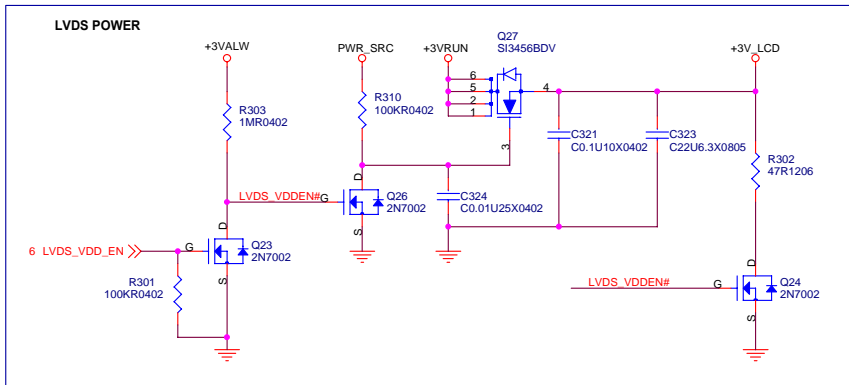 LVDS POWER
Q27
SI3456BDV
+3VALW
PWR_SRC
+3VRUN
+3V_LCD
6
5
2
1
4
3
R303
1MR0402
R310
100KR0402
C321
C0.1U10X0402
C323
C22U6.3X0805
R302
47R1206
LVDS_VDDEN#
G
D
S
Q26
2N7002
C324
C0.01U25X0402
6 LVDS_VDD_EN
G
D
S
Q23
2N7002
R301
100KR0402
LVDS_VDDEN#
G
D
S
Q24
2N7002